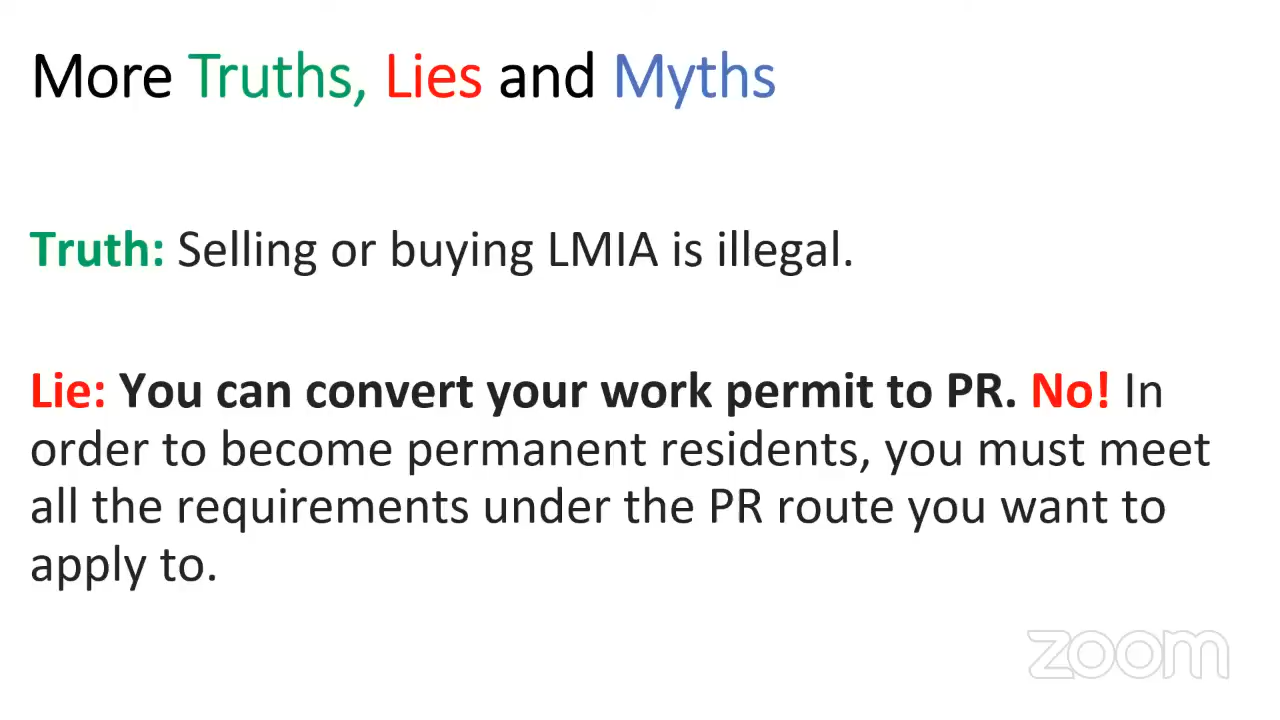 More Truths, Lies and Myths
Truth: Selling or buying LMIA is illegal.
Lie: You can convert your work permit to PR. No! In
order to become permanent residents, you must meet
all the requirements under the PR route you want to
apply to.
zoom